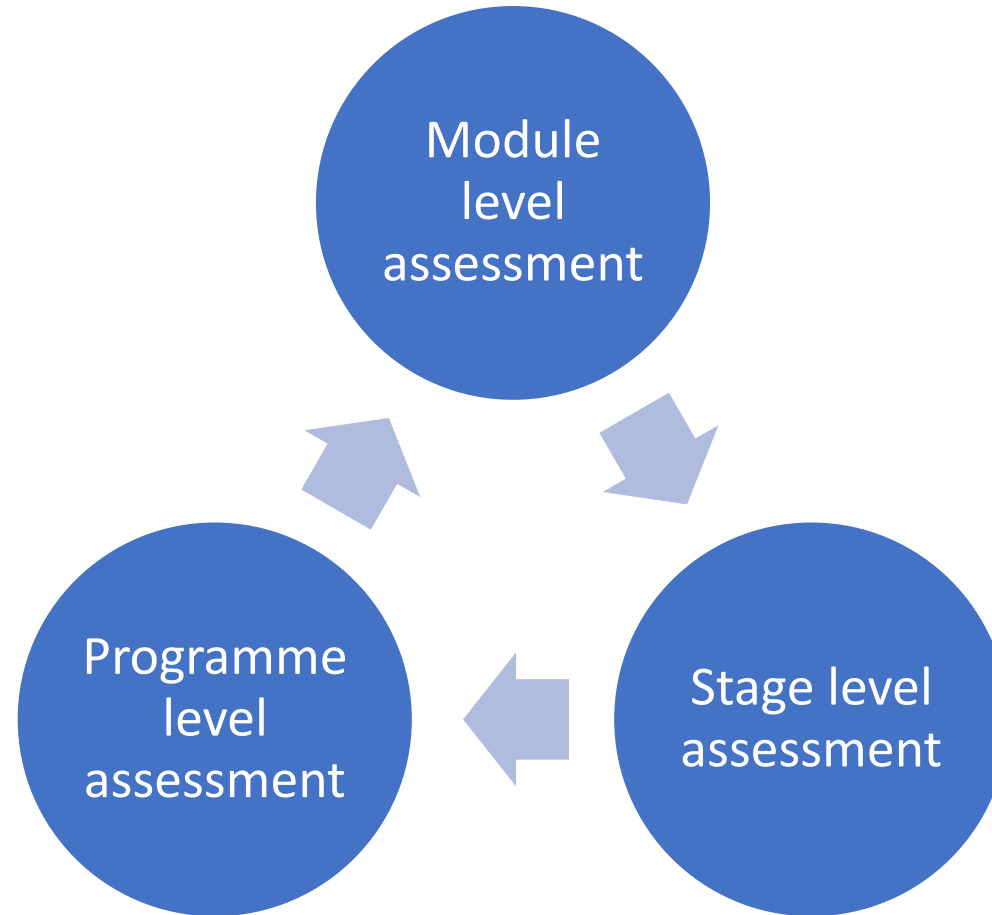 Module
level
assessment
Stage level
assessment
Programme
level
assessment